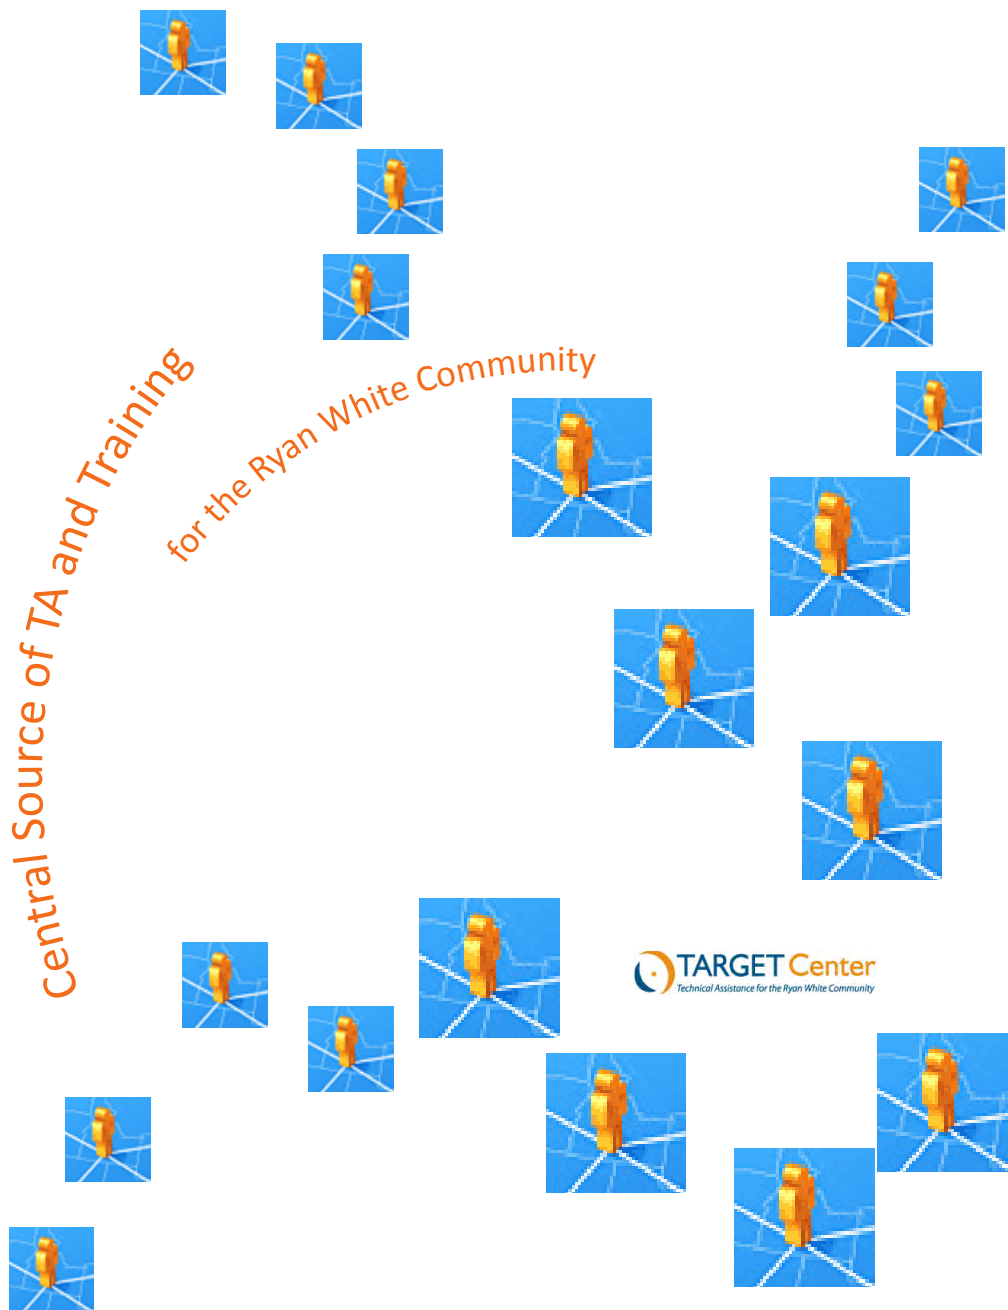 Central Source of TA and Training
for the Ryan White Community
TARGET Center
Technical Assistance for the Ryan White Community